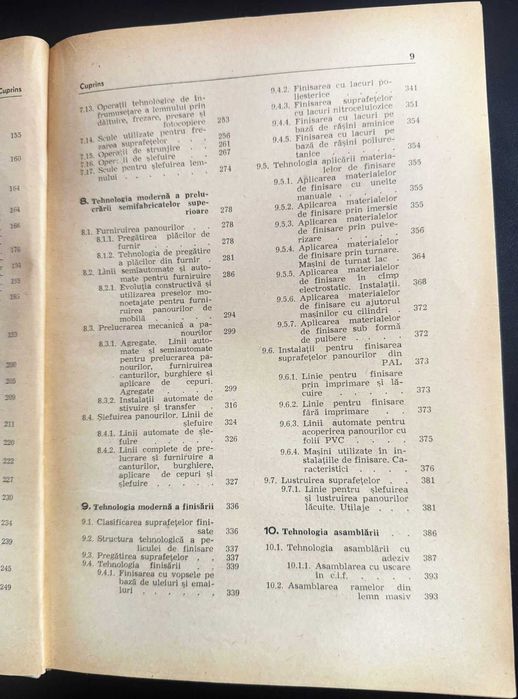 Cuprins
155
160
164
164
164
176
194
185
193
200
209
211
221
222
222
230
234
245
249
Cuprins 9
7.13. Operații tehnologice de în-
frumusețare a lemnului prin
dăltuire, frezare, presare și
fotocopiere 253
7.14. Scule utilizate pentru fre-
zarea suprafețelor . . 256
7.15. Operații de strunjire . . 261
7.16. Oper: ii de șlefuire . . 267
7.17. Scule pentru șlefuirea lem-
nului . . . . . . 274
8. Tehnologia modernă a prelu-
crării semifabricatelor supe-
rioare 278
8.1. Furniruirea panourilor . . 278
8.1.1. Pregătirea plăcilor de
furnir . . . . . 278
8.1.2. Tehnologia de pregătire
a plăcilor din furnir . 281
8.2. Linii semiautomate și auto-
mate pentru furniruire . . 286
8.2.1. Evoluția constructivă și
utilizarea preselor mo-
noetajate pentru furni-
ruirea panourilor de
mobilă . . . . . 294
8.3. Prelucrarea mecanică a pa-
nourilor 299
8.3.1. Agregate. Linii auto-
mate și semiautomate
pentru prelucrarea pa-
nourilor, furniruirea
canturilor, burghiere și
aplicare de cepuri.
Agregate . . . . 299
8.3.2. Instalații automate de
stivuire și transfer . . 316
8.4. Șlefuirea panourilor. Linii de
șlefuire 324
8.4.1. Linii automate de șle-
fuire . . . . . 326
8.4.2. Linii complete de pre-
lucrare și furniruire a
canturilor, burghiere,
aplicare de cepuri și
șlefuire . . . . . 327
9. Tehnologia modernă a finisării 336
9.1. Clasificarea suprafețelor fini-
sate 336
9.2. Structura tehnologică a pe-
liculei de finisare 337
9.3. Pregătirea suprafețelor . . 337
9.4. Tehnologia finisării . . 339
9.4.1. Finisarea cu vopsele pe
bază de uleiuri și emai-
luri . . . . . . 339
9.4.2. Finisarea cu lacuri po-
liesterice . . . . 341
9.4.3. Finisarea suprafețelor
cu lacuri nitrocelulozice 351
9.4.4. Finisarea cu lacuri pe
bază de rășini aminice 354
9.4.5. Finisarea cu lacuri pe
bază de rășini poliure-
tanice . . . . . 354
9.5. Tehnologia aplicării materia-
lelor de finisare 355
9.5.1. Aplicarea materialelor
de finisare cu unelte
manuale . . . . 355
9.5.2. Aplicarea materialelor
de finisare prin imersie 355
9.5.3. Aplicarea materialelor
de finisare prin pulve-
rizare . . . . . 356
9.5.4. Aplicarea materialelor
de finisare prin turnare.
Mașini de turnat lac . 364
9.5.5. Aplicarea materialelor
de finisare în cîmp
electrostatic. Instalații. 368
9.5.6. Aplicarea materialelor
de finisare cu ajutorul
mașinilor cu cilindri . 372
9.5.7. Aplicarea materialelor
de finisare sub formă
de pulbere . . . . 372
9.6. Instalații pentru finisarea
suprafețelor panourilor din
PAL 373
9.6.1. Linie pentru finisare
prin imprimare și lă-
cuire . . . . . 373
9.6.2. Linie pentru finisare
fără imprimare . . 373
9.6.3. Linii automate pentru
acoperirea panourilor cu
folii PVC . . . . 375
9.6.4. Mașini utilizate în in-
stalațiile de finisare. Ca-
racteristici . . . . 376
9.7. Lustruirea suprafețelor . . 381
9.7.1. Linie pentru șlefuirea
și lustruirea panourilor
lăcuite. Utilaje . . . 381
10. Tehnologia asamblării . . 386
10.1. Tehnologia asamblării cu
adeziv 387
10.1.1. Asamblarea cu uscare
în c.i.f. . . . . 393
10.2. Asamblarea ramelor din
lemn masiv 393